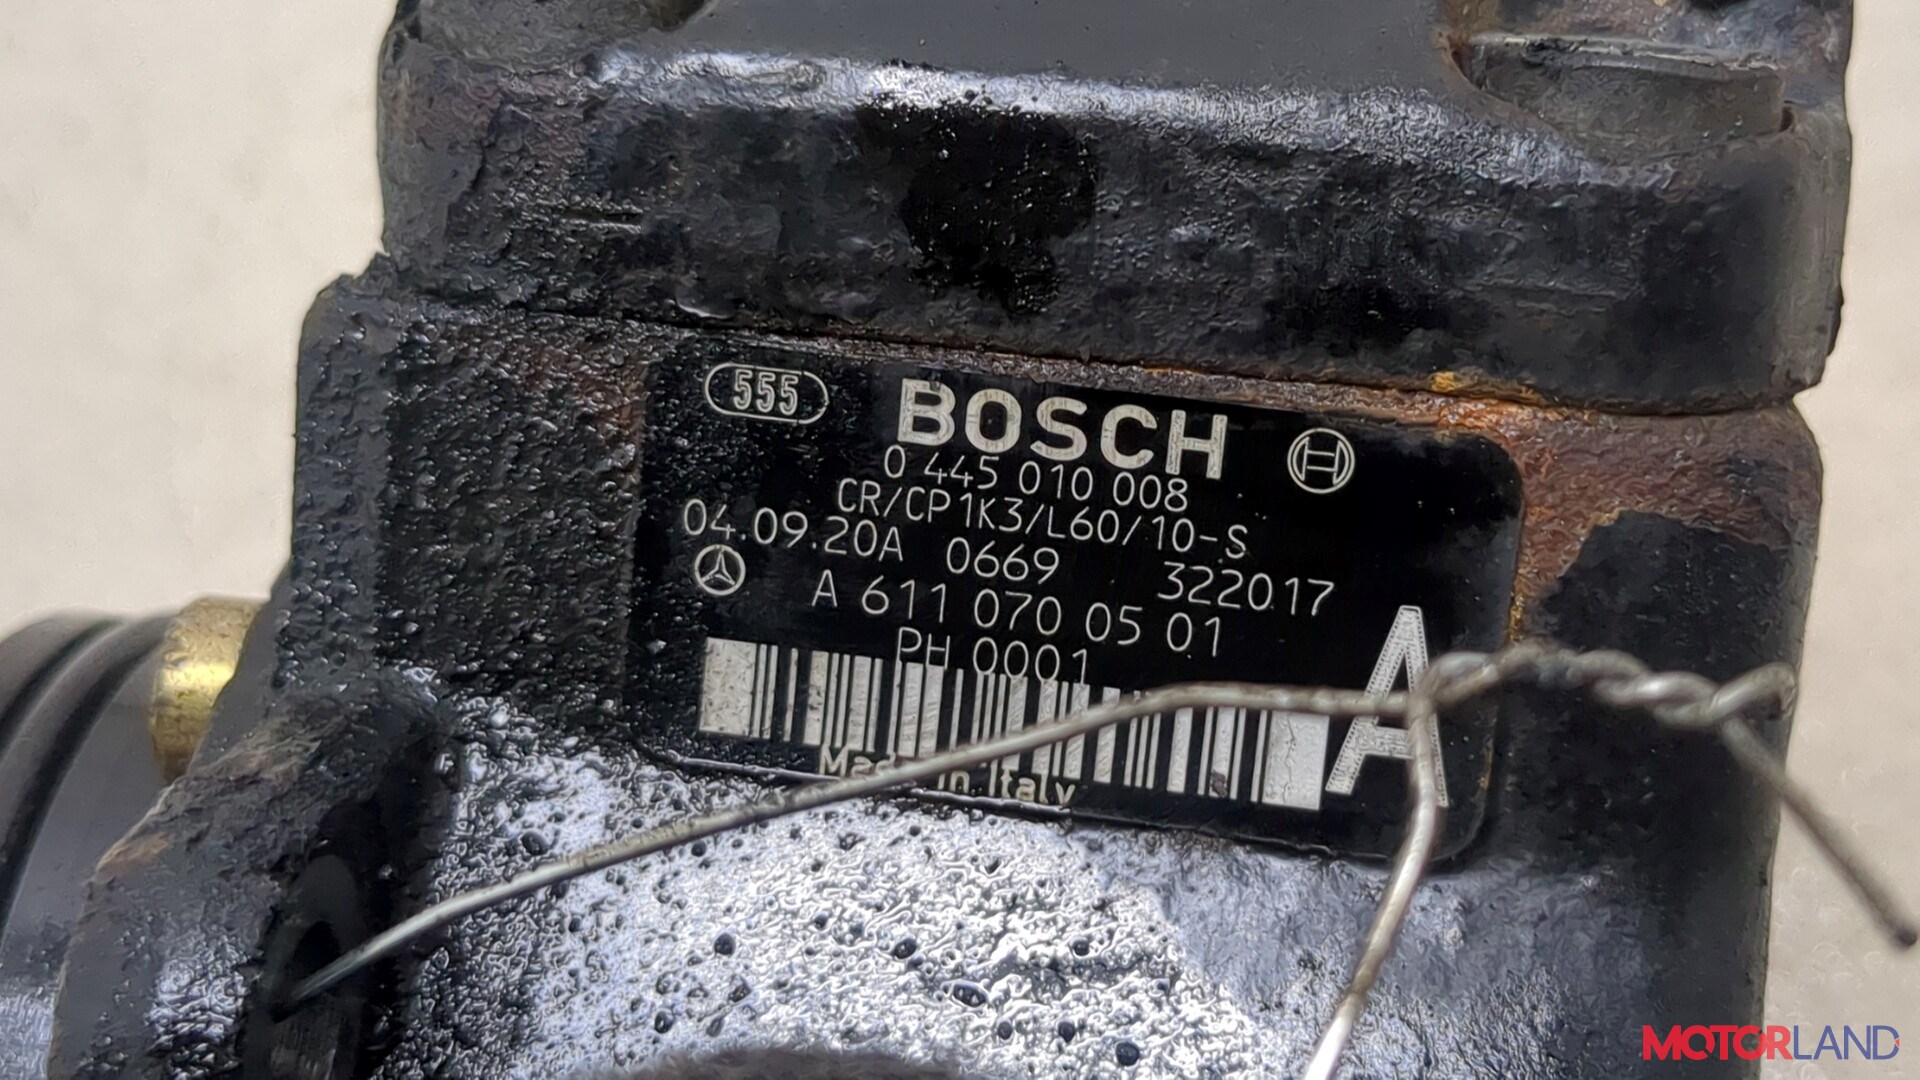 555
BOSCH
0 445 010 008
CR/CP1K3/L60/10-S
04.09.20A 0669 322017
A 611 070 05 01
PH 0001
A
Made in Italy
MOTORLAND